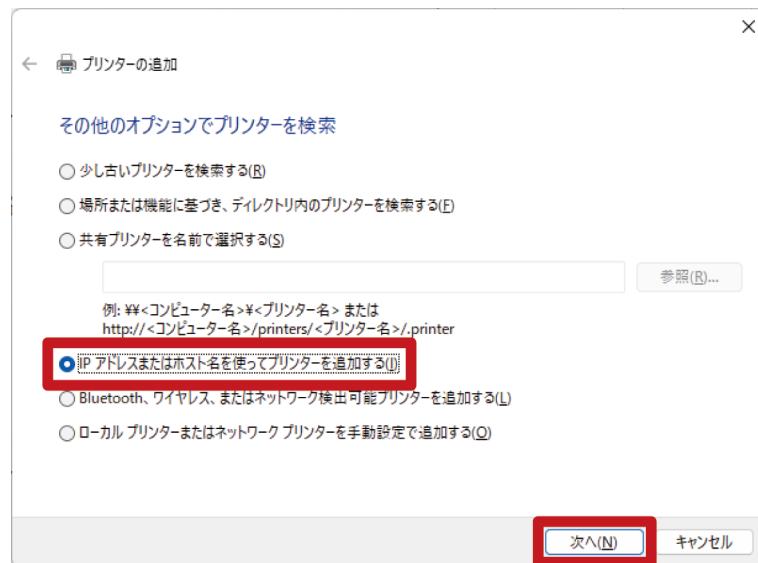 プリンターの追加
その他のオプションでプリンターを検索
少し古いプリンターを検索する(R)
場所または機能に基づき、ディレクトリ内のプリンターを検索する(F)
共有プリンターを名前で選択する(S)
参照(R)...
例: ¥¥<コンピューター名>¥<プリンター名> または
http://<コンピューター名>/printers/<プリンター名>/.printer
IP アドレスまたはホスト名を使ってプリンターを追加する(I)
Bluetooth、ワイヤレス、またはネットワーク検出可能プリンターを追加する(L)
ローカル プリンターまたはネットワーク プリンターを手動設定で追加する(O)
次へ(N)
キャンセル